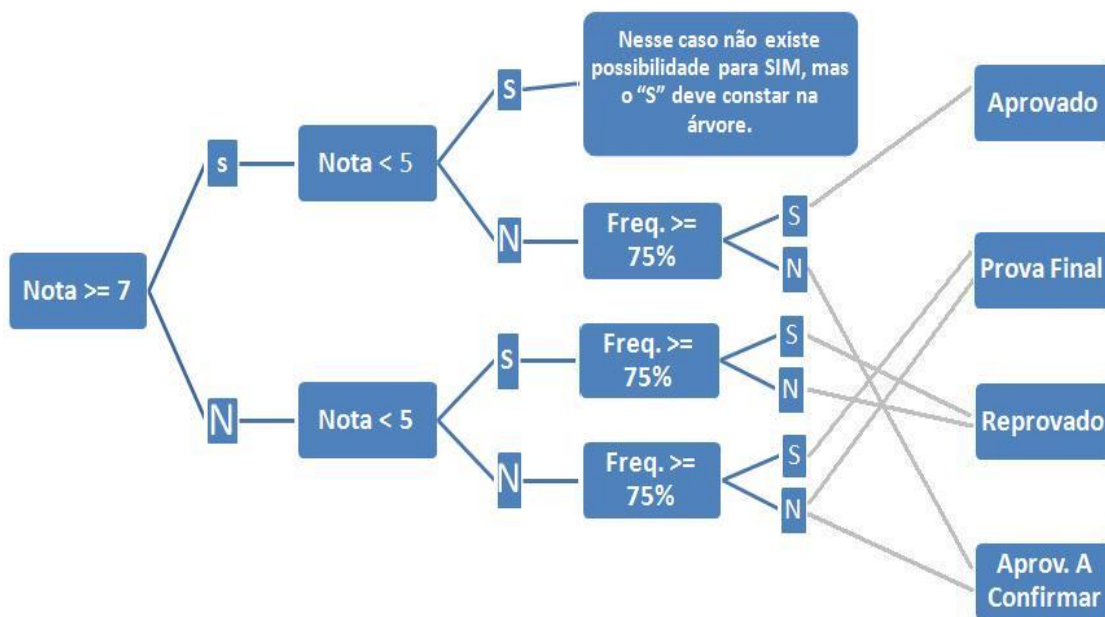 Nesse caso não existe
possibilidade para SIM, mas
o “S” deve constar na
árvore.
S
Aprovado
s
Nota < 5
N
Freq. >=
75%
S
N
Prova Final
Nota >= 7
S
Freq. >=
75%
S
N
Reprovado
N
Nota < 5
N
Freq. >=
75%
S
N
Aprov. A
Confirmar